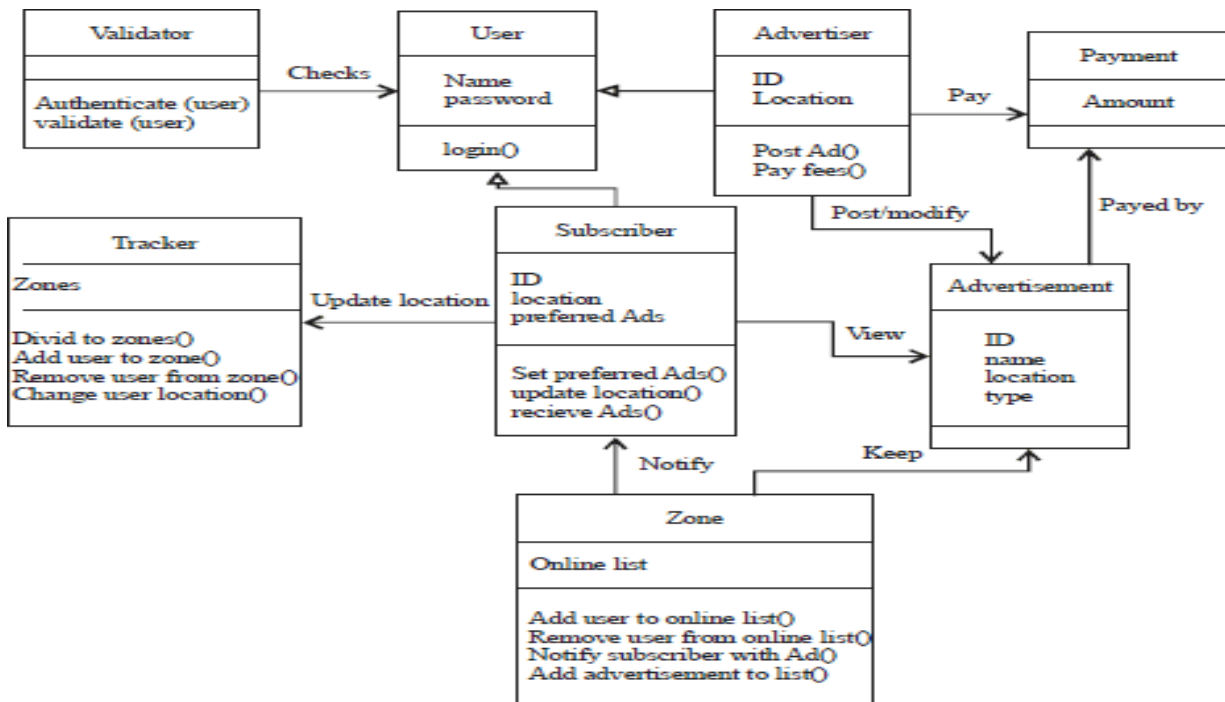 Validator
Authenticate (user)
validate (user)
Checks
User
Name
password
login()
Advertiser
ID
Location
Post Ad()
Pay fees()
Pay
Payment
Amount
Post/modify
Payed by
Tracker
Zones
Divid to zones()
Add user to zone()
Remove user from zone()
Change user location()
Update location
Subscriber
ID
location
preferred Ads
Set preferred Ads()
update location()
recieve Ads()
View
Advertisement
ID
name
location
type
Notify
Keep
Zone
Online list
Add user to online list()
Remove user from online list()
Notify subscriber with Ad()
Add advertisement to list()